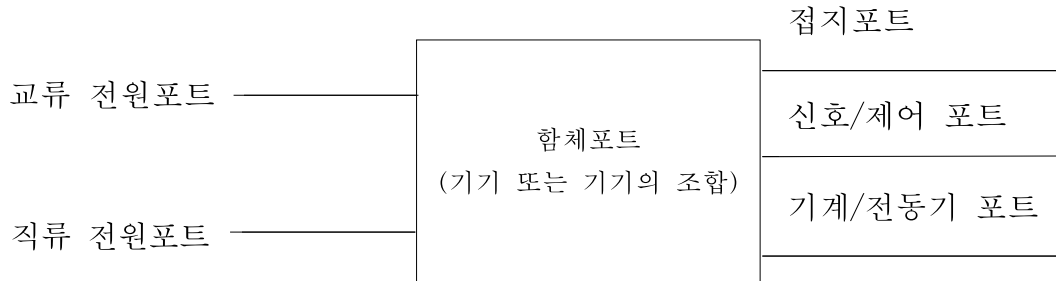 접지포트
교류 전원포트
신호/제어 포트
함체포트
(기기 또는 기기의 조합)
기계/전동기 포트
직류 전원포트